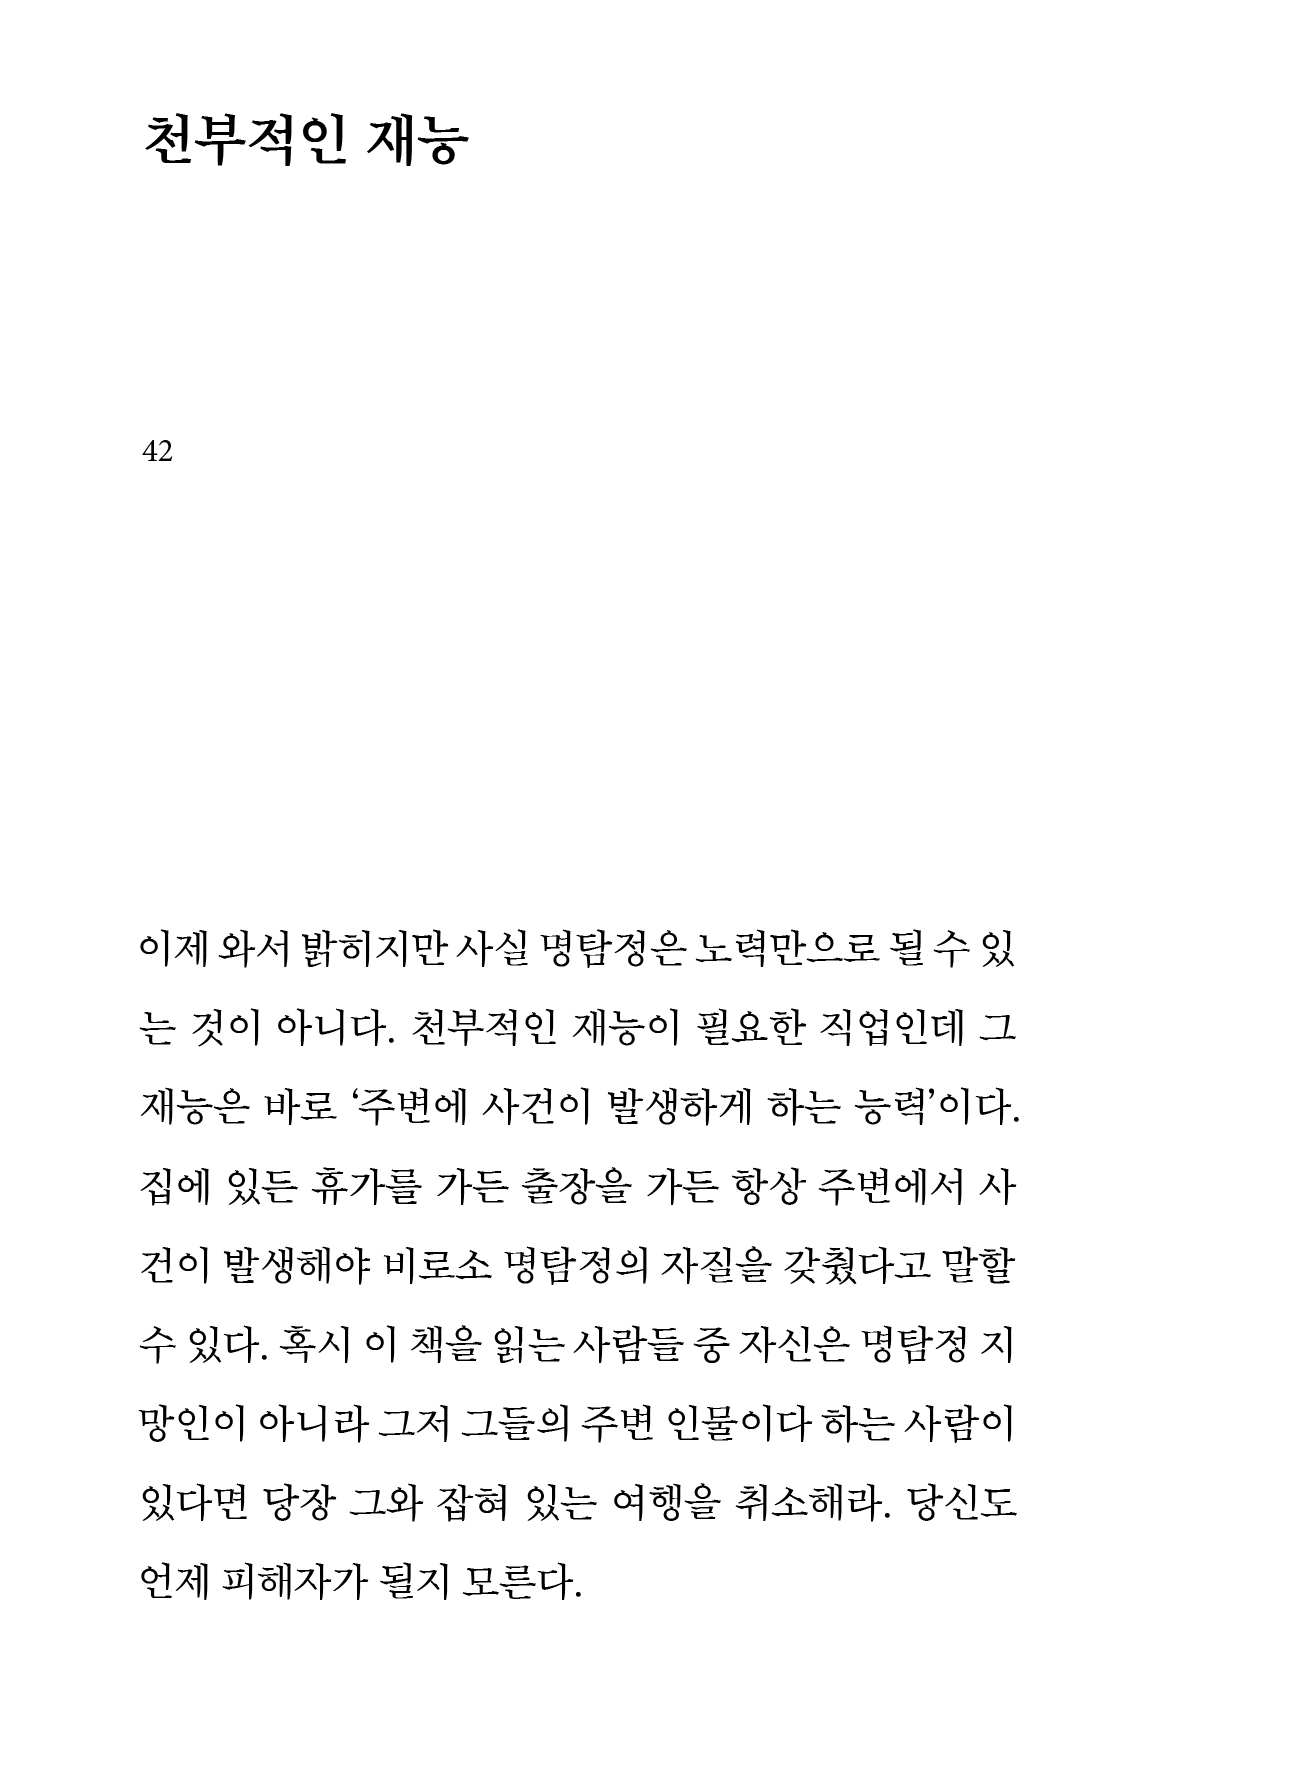 천부적인 재능
42
이제 와서 밝히지만 사실 명탐정은 노력만으로 될 수 있
는 것이 아니다. 천부적인 재능이 필요한 직업인데 그
재능은 바로 ‘주변에 사건이 발생하게 하는 능력’이다.
집에 있든 휴가를 가든 출장을 가든 항상 주변에서 사
건이 발생해야 비로소 명탐정의 자질을 갖췄다고 말할
수 있다. 혹시 이 책을 읽는 사람들 중 자신은 명탐정 지
망인이 아니라 그저 그들의 주변 인물이다 하는 사람이
있다면 당장 그와 잡혀 있는 여행을 취소해라. 당신도
언제 피해자가 될지 모른다.